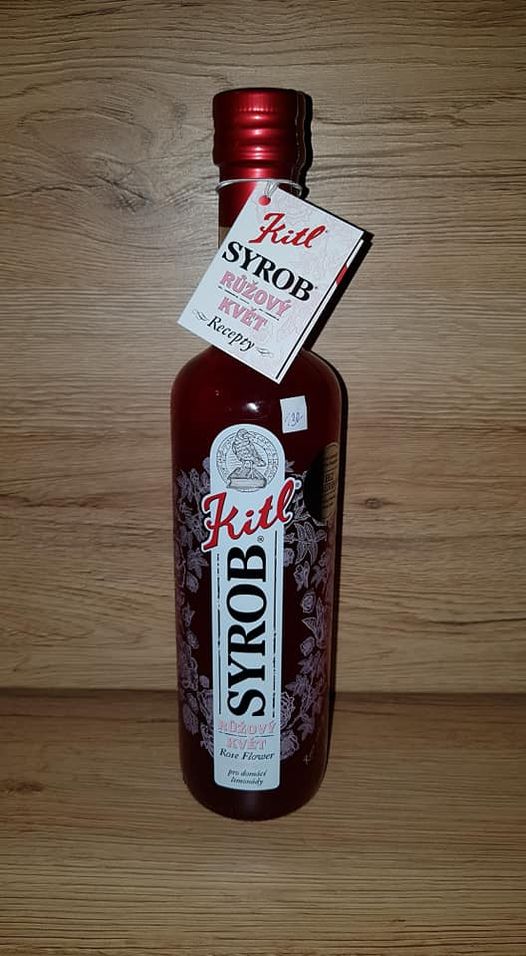 Kitl
SYROB®
RŮŽOVÝ
KVĚT
Recepty
Kitl
SYROB®
RŮŽOVÝ
KVĚT
Rose Flower
pro domácí
limonády